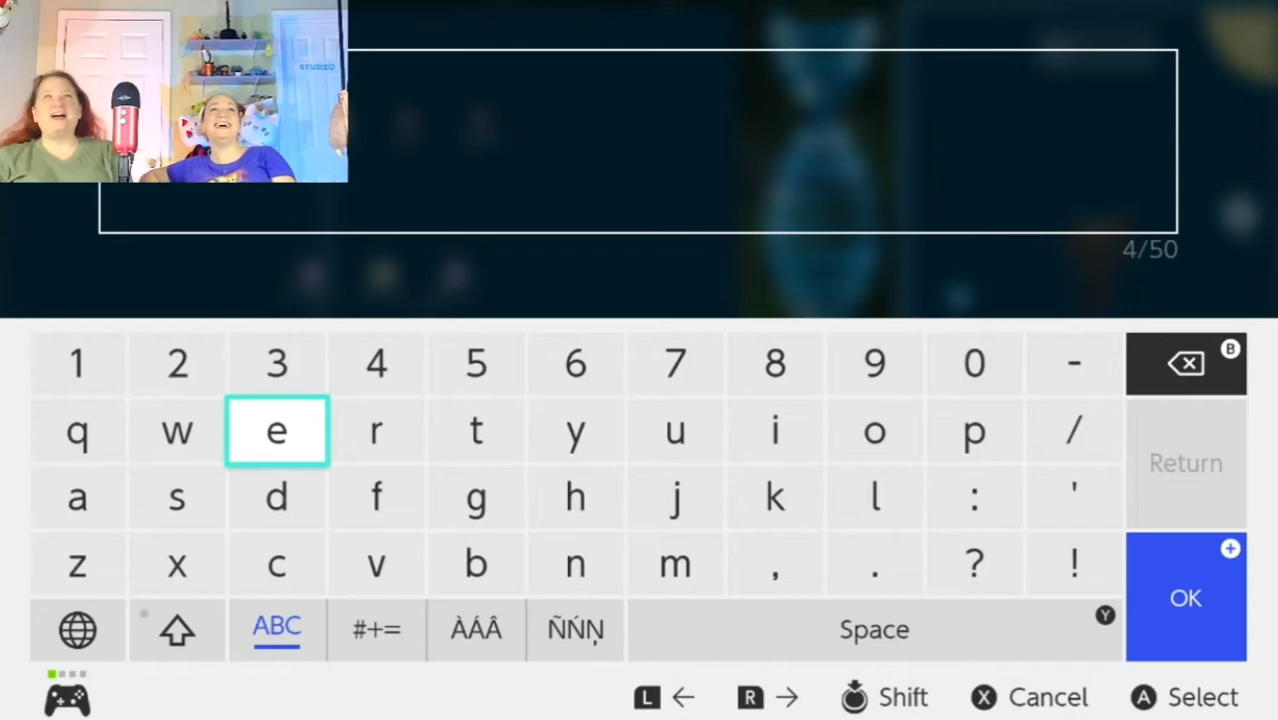 STUDIO
4/50
1 2 3 4 5 6 7 8 9 0 - B
q w e r t y u i o p / Return
a s d f g h j k l : '
z x c v b n m , . ? ! + OK
ABC #+= ÀÁÂ ÑŃŅ Space Y
L ← R → Shift X Cancel A Select